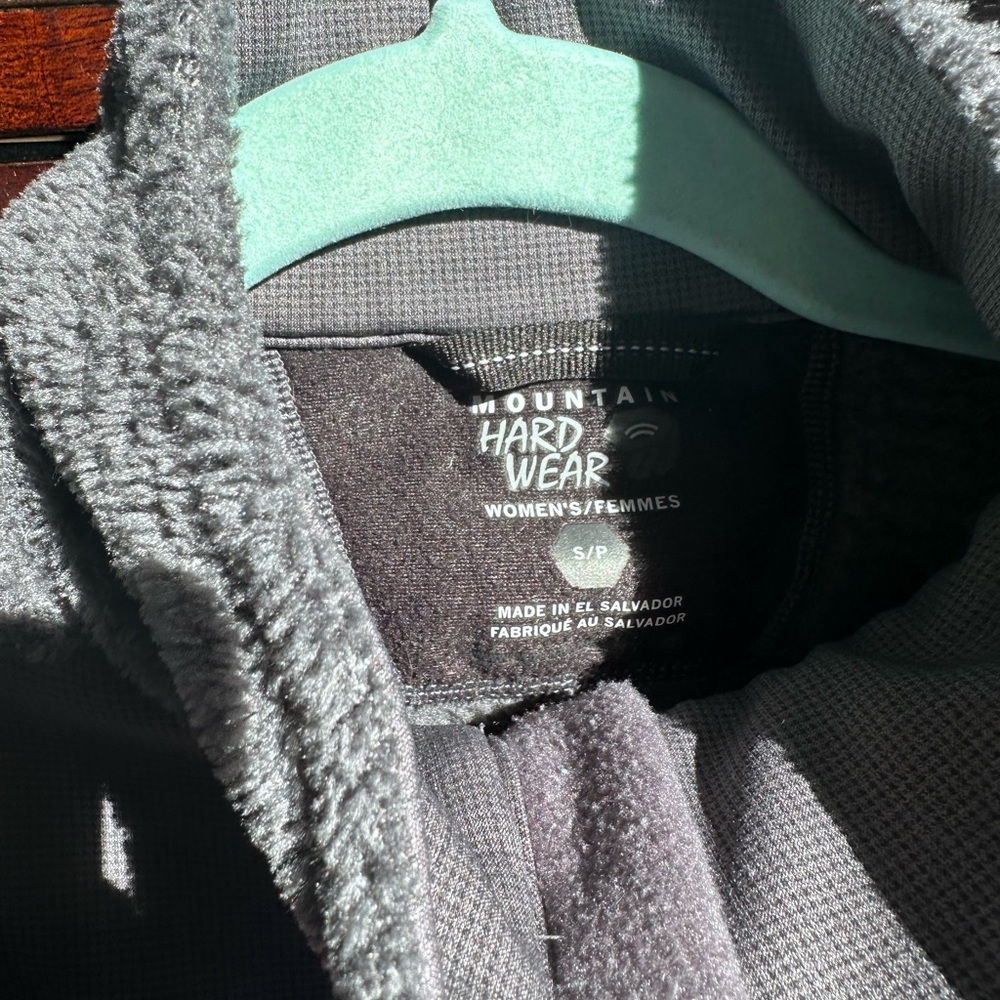 MOUNTAIN
HARD
WEAR
WOMEN'S/FEMMES
S/P
MADE IN EL SALVADOR
FABRIQUÉ AU SALVADOR